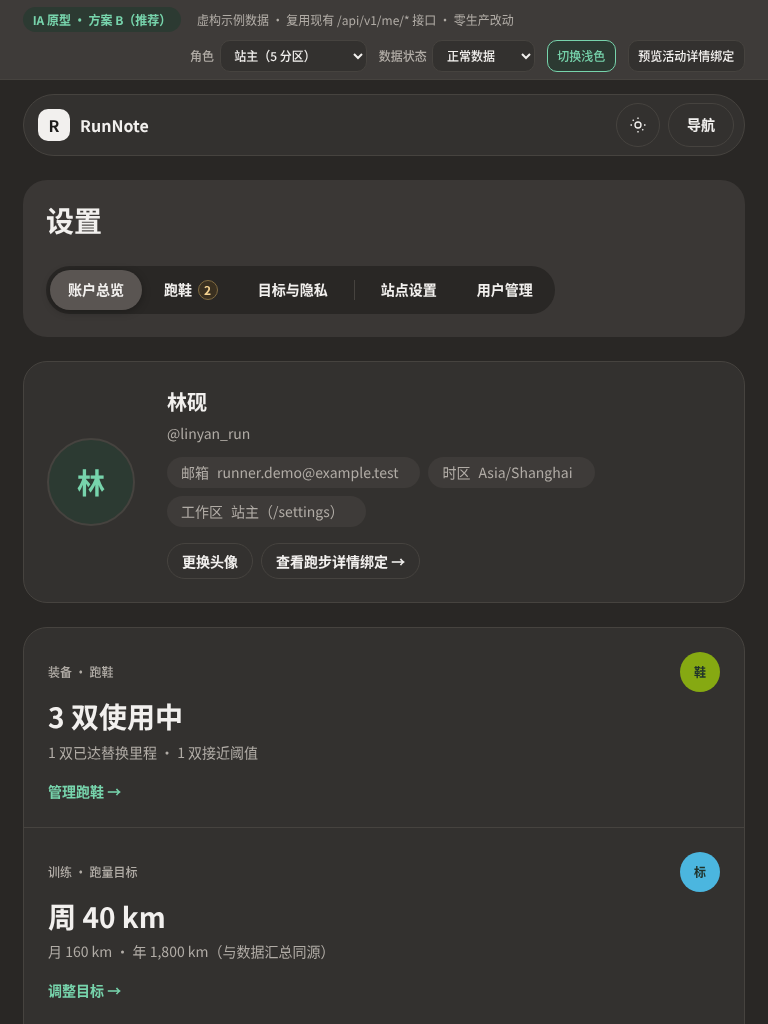 IA 原型 · 方案 B（推荐） 虚构示例数据 · 复用现有 /api/v1/me/* 接口 · 零生产改动
角色 站主（5 分区） 数据状态 正常数据 切换浅色 预览活动详情绑定
R RunNote 导航
设置
账户总览 跑鞋 2 目标与隐私 站点设置 用户管理
林砚
@linyan_run
林
邮箱 runner.demo@example.test 时区 Asia/Shanghai
工作区 站主（/settings）
更换头像 查看跑步详情绑定 →
装备 · 跑鞋 鞋
3 双使用中
1 双已达替换里程 · 1 双接近阈值
管理跑鞋 →
训练 · 跑量目标 标
周 40 km
月 160 km · 年 1,800 km（与数据汇总同源）
调整目标 →